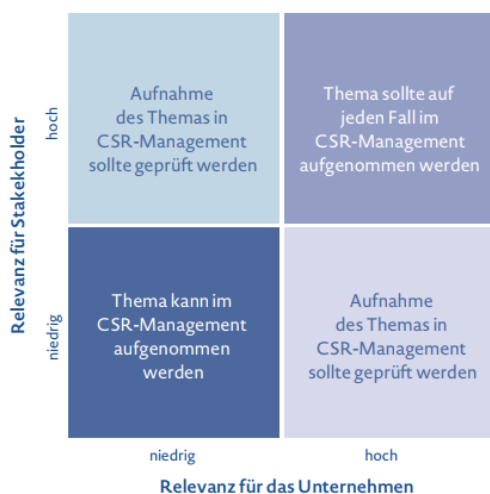 Relevanz für Stakekholder
hoch
niedrig
Aufnahme
des Themas in
CSR-Management
sollte geprüft werden
Thema sollte auf
jeden Fall im
CSR-Management
aufgenommen werden
Thema kann im
CSR-Management
aufgenommen
werden
Aufnahme
des Themas in
CSR-Management
sollte geprüft werden
niedrig
hoch
Relevanz für das Unternehmen